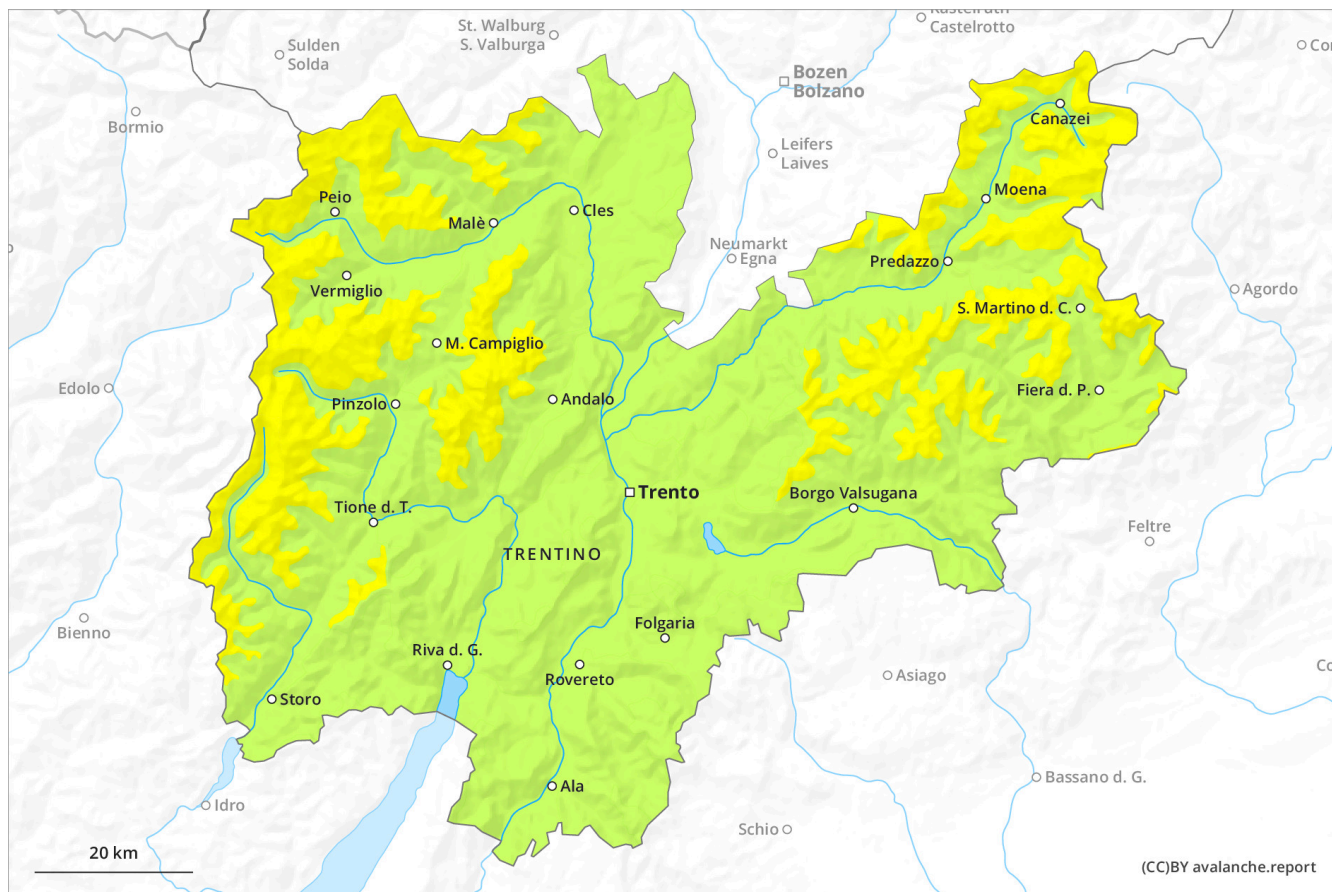 St. Walburg
S. Valburga
Castelrotto
Sulden
Solda
Bozen
Bolzano
Bormio
Canazei
Leifers
Laives
Peio
Moena
Malè
Cles
Neumarkt
Egna
Predazzo
Vermiglio
Agordo
S. Martino d. C.
M. Campiglio
Edolo
Pinzolo
Andalo
Fiera d. P.
Trento
Borgo Valsugana
Tione d. T.
Feltre
TRENTINO
Bienno
Folgaria
Riva d. G.
Rovereto
Asiago
Storo
Ala
Bassano d. G.
Idro
Schio
20 km
(CC)BY avalanche.report